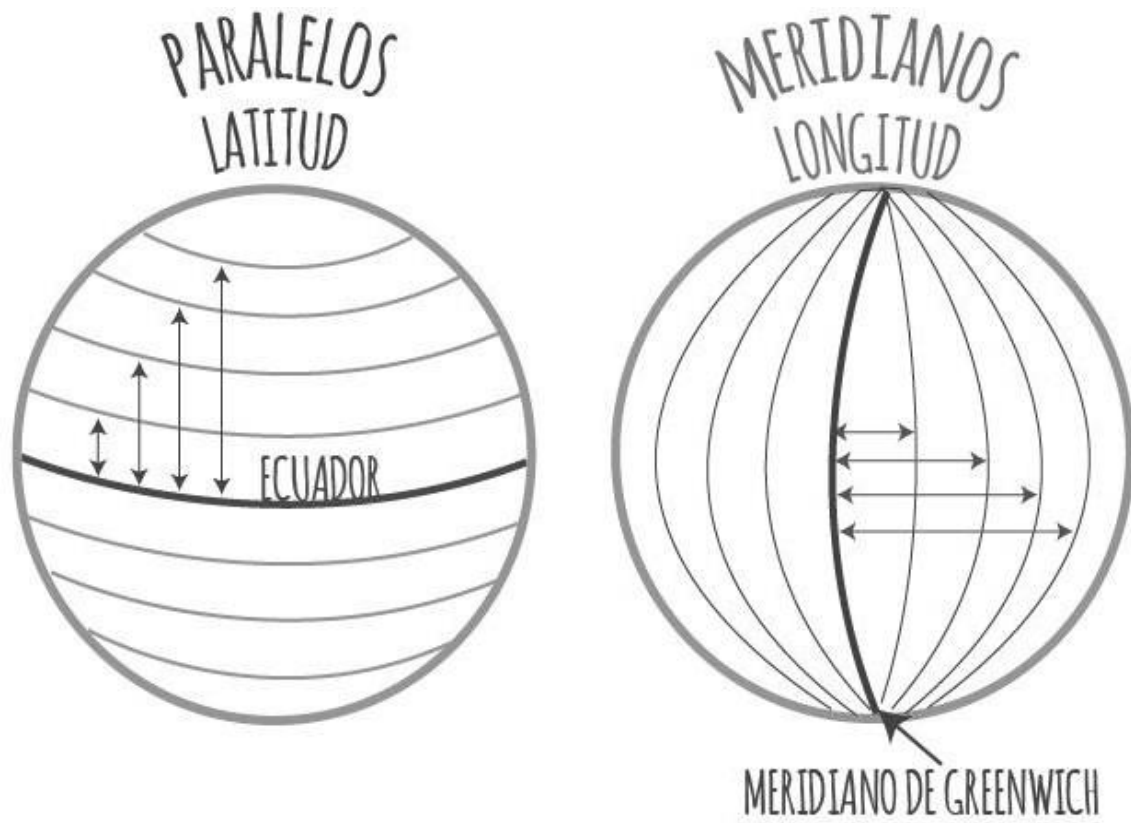 PARALELOS
LATITUD
ECUADOR
MERIDIANOS
LONGITUD
MERIDIANO DE GREENWICH